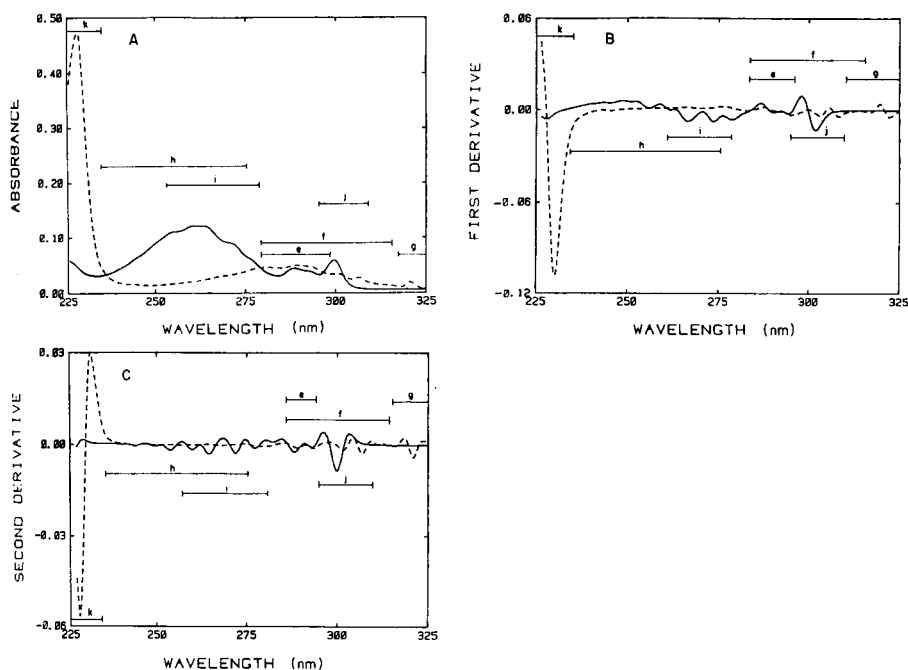 A
ABSORBANCE
0.50
0.40
0.30
0.20
0.10
0.00
k
h
i
j
f
e
g
225
250
275
300
325
WAVELENGTH (nm)
B
FIRST DERIVATIVE
0.06
0.00
-0.06
-0.12
k
f
e
g
i
j
h
225
250
275
300
325
WAVELENGTH (nm)
C
SECOND DERIVATIVE
0.03
0.00
-0.03
-0.06
e
g
f
h
i
j
k
225
250
275
300
325
WAVELENGTH (nm)